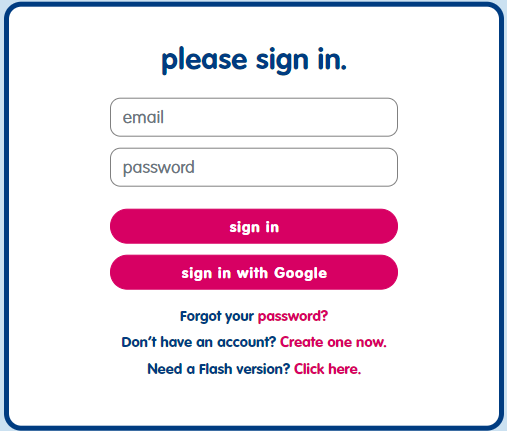 please sign in.
email
password
sign in
sign in with Google
Forgot your password?
Don't have an account? Create one now.
Need a Flash version? Click here.